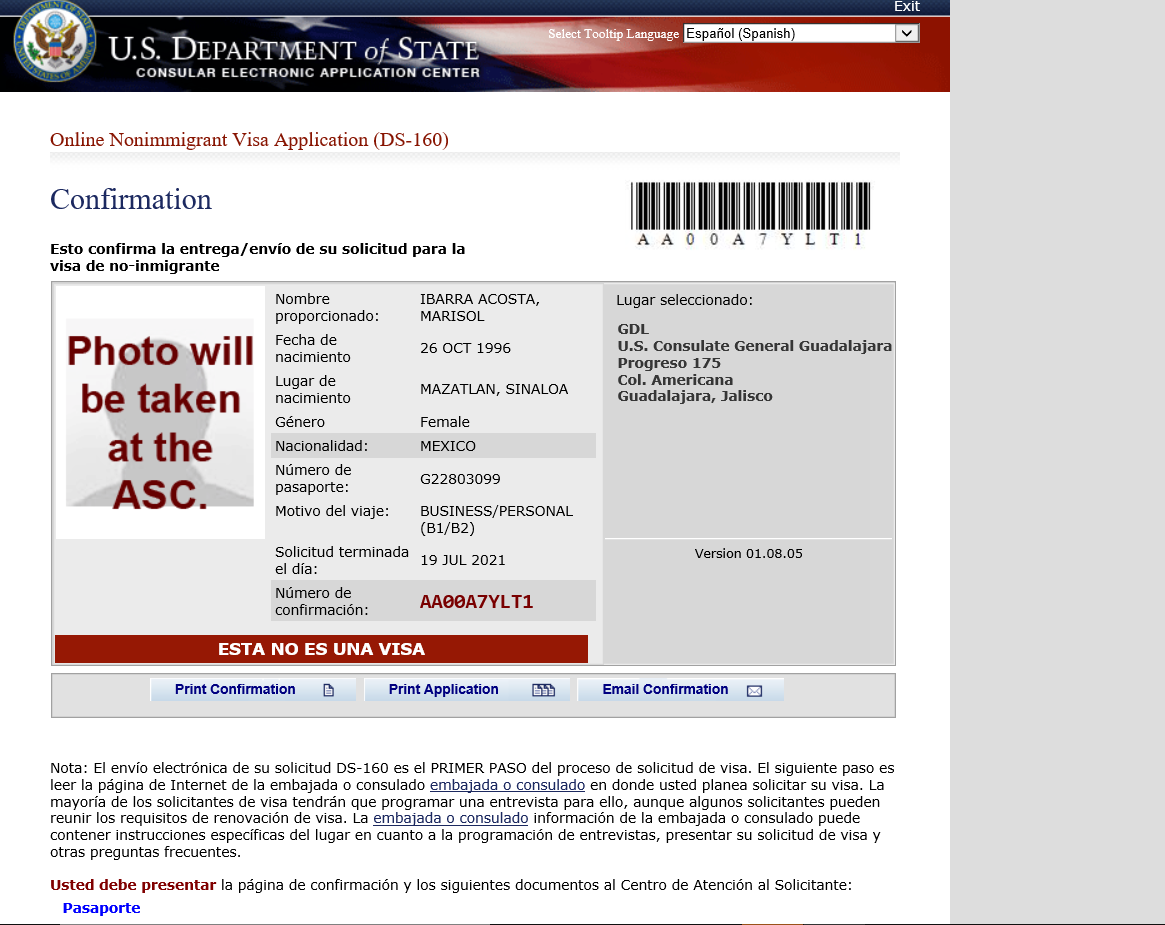 Exit
Select Tooltip Language Español (Spanish)
U.S. DEPARTMENT of STATE
CONSULAR ELECTRONIC APPLICATION CENTER
Online Nonimmigrant Visa Application (DS-160)
Confirmation
AA00A7YLT1
Esto confirma la entrega/envío de su solicitud para la
visa de no-inmigrante
Photo will
be taken
at the
ASC.
Nombre
proporcionado:
IBARRA ACOSTA,
MARISOL
Fecha de
nacimiento
26 OCT 1996
Lugar de
nacimiento
MAZATLAN, SINALOA
Género
Female
Nacionalidad:
MEXICO
Número de
pasaporte:
G22803099
Motivo del viaje:
BUSINESS/PERSONAL
(B1/B2)
Solicitud terminada
el día:
19 JUL 2021
Número de
confirmación:
AA00A7YLT1
Lugar seleccionado:
GDL
U.S. Consulate General Guadalajara
Progreso 175
Col. Americana
Guadalajara, Jalisco
Version 01.08.05
ESTA NO ES UNA VISA
Print Confirmation
Print Application
Email Confirmation
Nota: El envío electrónica de su solicitud DS-160 es el PRIMER PASO del proceso de solicitud de visa. El siguiente paso es
leer la página de Internet de la embajada o consulado embajada o consulado en donde usted planea solicitar su visa. La
mayoría de los solicitantes de visa tendrán que programar una entrevista para ello, aunque algunos solicitantes pueden
reunir los requisitos de renovación de visa. La embajada o consulado información de la embajada o consulado puede
contener instrucciones específicas del lugar en cuanto a la programación de entrevistas, presentar su solicitud de visa y
otras preguntas frecuentes.
Usted debe presentar la página de confirmación y los siguientes documentos al Centro de Atención al Solicitante:
Pasaporte